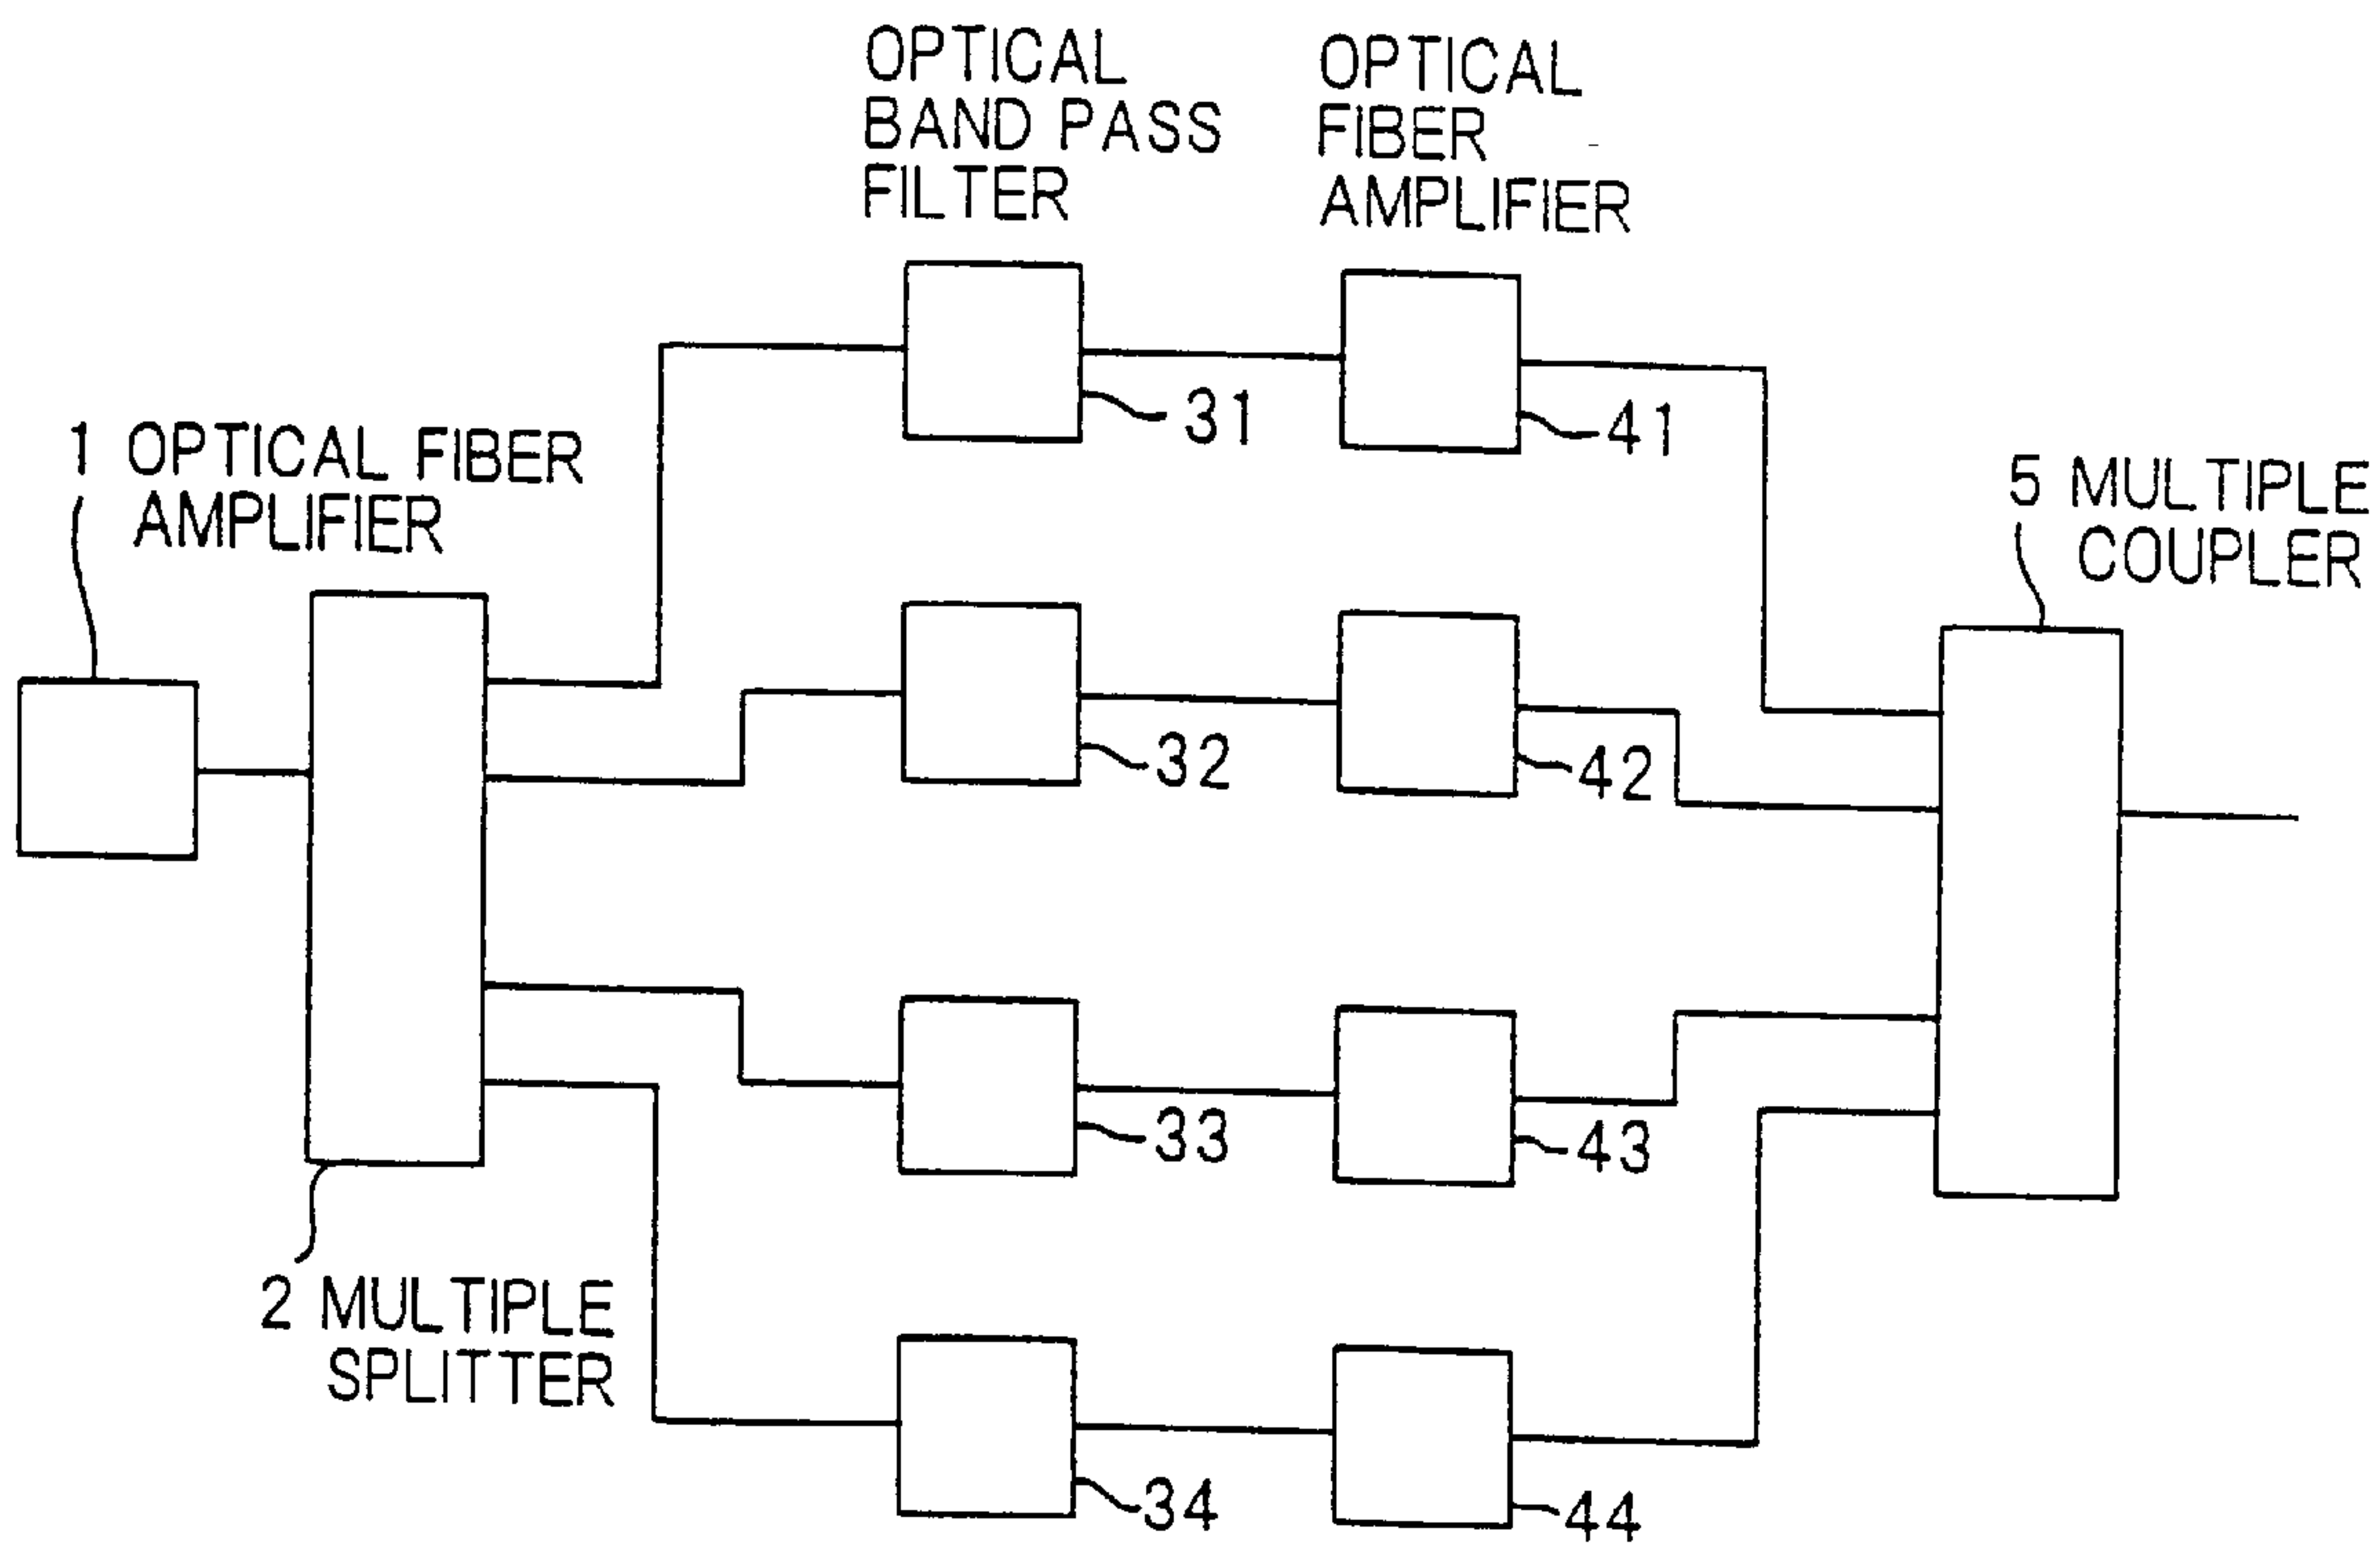 OPTICAL
BAND PASS
FILTER
OPTICAL
FIBER
AMPLIFIER
31
41
1 OPTICAL FIBER
AMPLIFIER
5 MULTIPLE
COUPLER
32
42
33
43
2 MULTIPLE
SPLITTER
34
44